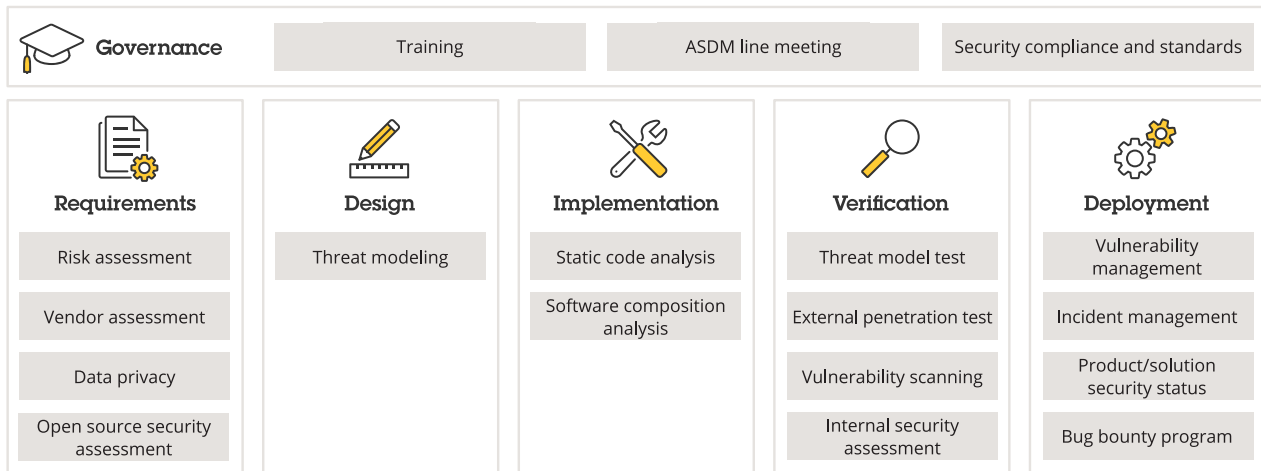 Governance
Training
ASDM line meeting
Security compliance and standards
Requirements
Risk assessment
Vendor assessment
Data privacy
Open source security
assessment
Design
Threat modeling
Implementation
Static code analysis
Software composition
analysis
Verification
Threat model test
External penetration test
Vulnerability scanning
Internal security
assessment
Deployment
Vulnerability
management
Incident management
Product/solution
security status
Bug bounty program